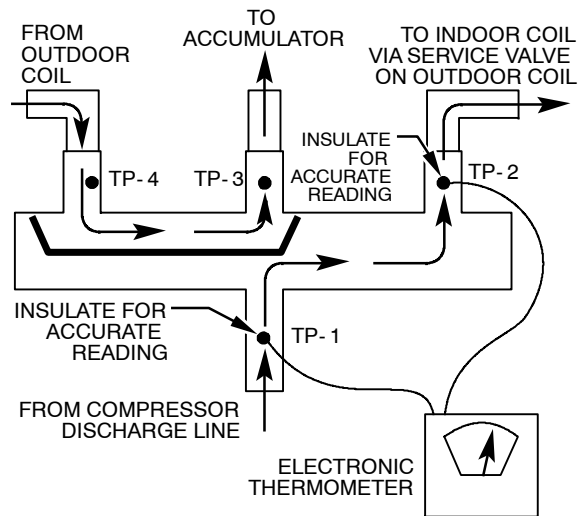 FROM
OUTDOOR
COIL
TO
ACCUMULATOR
TO INDOOR COIL
VIA SERVICE VALVE
ON OUTDOOR COIL
INSULATE
FOR
ACCURATE
READING
TP- 4
TP- 3
TP- 2
INSULATE FOR
ACCURATE
READING
TP- 1
FROM COMPRESSOR
DISCHARGE LINE
ELECTRONIC
THERMOMETER